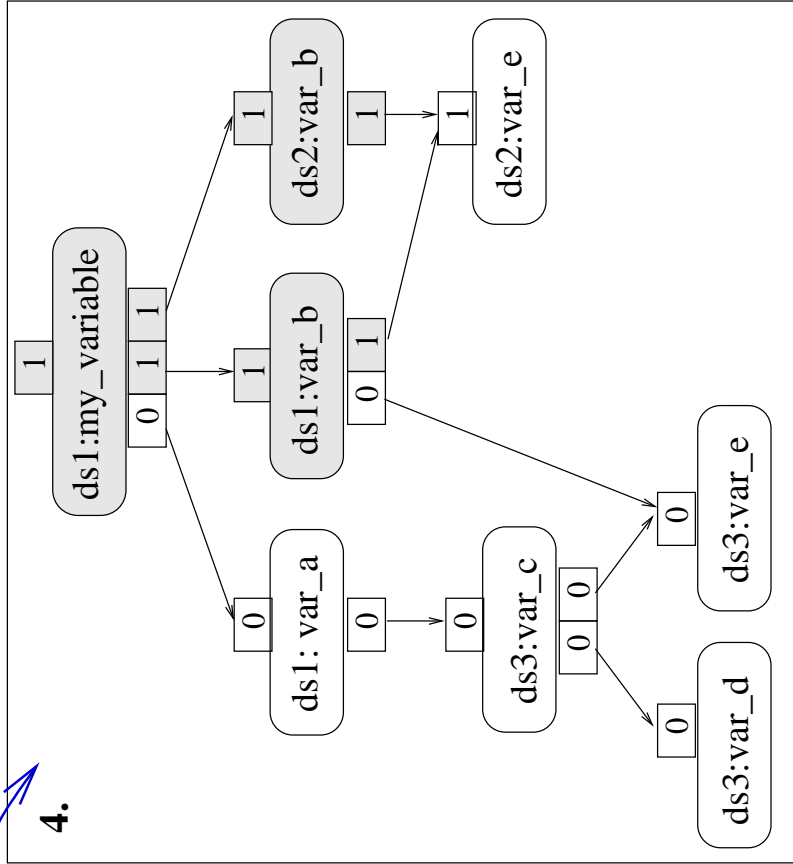 1
4.
ds1:my_variable
0 1 1
0 1 1
ds1: var_a ds1:var_b ds2:var_b
0 0 1 1
0 1
ds3:var_c ds2:var_e
0 0
0 0
ds3:var_d ds3:var_e